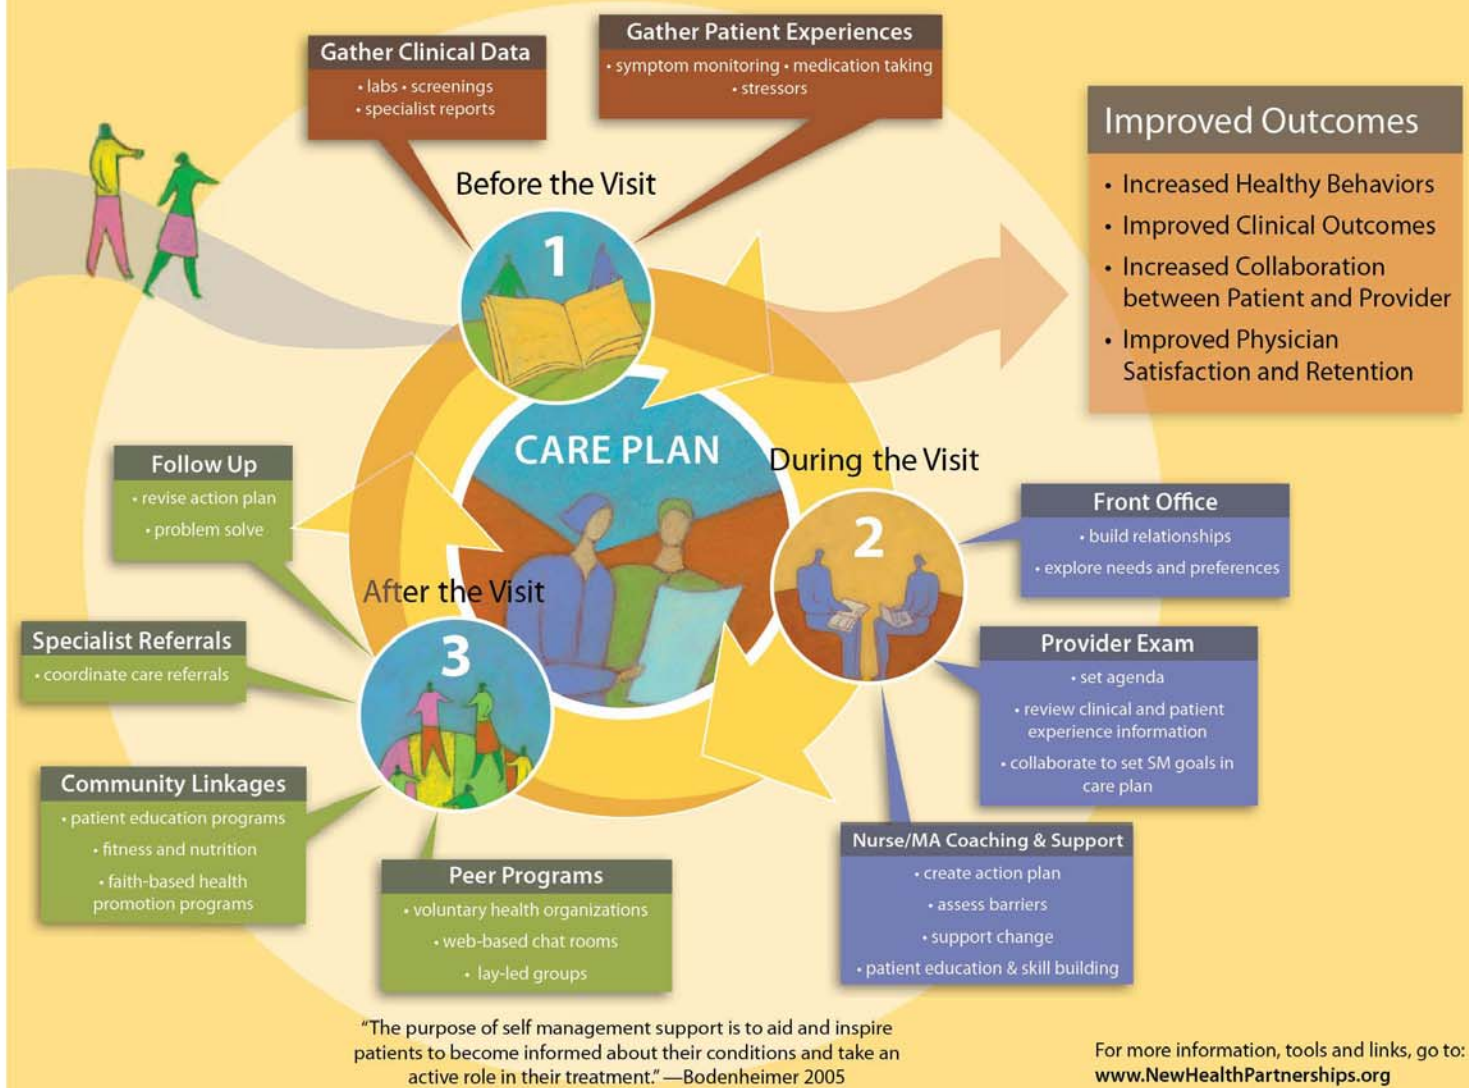 Gather Clinical Data
• labs • screenings
• specialist reports
Gather Patient Experiences
• symptom monitoring • medication taking
• stressors
Before the Visit
1
Improved Outcomes
• Increased Healthy Behaviors
• Improved Clinical Outcomes
• Increased Collaboration
between Patient and Provider
• Improved Physician
Satisfaction and Retention
CARE PLAN
During the Visit
2
Front Office
• build relationships
• explore needs and preferences
Provider Exam
• set agenda
• review clinical and patient
experience information
• collaborate to set SM goals in
care plan
Nurse/MA Coaching & Support
• create action plan
• assess barriers
• support change
• patient education & skill building
After the Visit
3
Follow Up
• revise action plan
• problem solve
Specialist Referrals
• coordinate care referrals
Community Linkages
• patient education programs
• fitness and nutrition
• faith-based health
promotion programs
Peer Programs
• voluntary health organizations
• web-based chat rooms
• lay-led groups
“The purpose of self management support is to aid and inspire
patients to become informed about their conditions and take an
active role in their treatment.” —Bodenheimer 2005
For more information, tools and links, go to:
www.NewHealthPartnerships.org